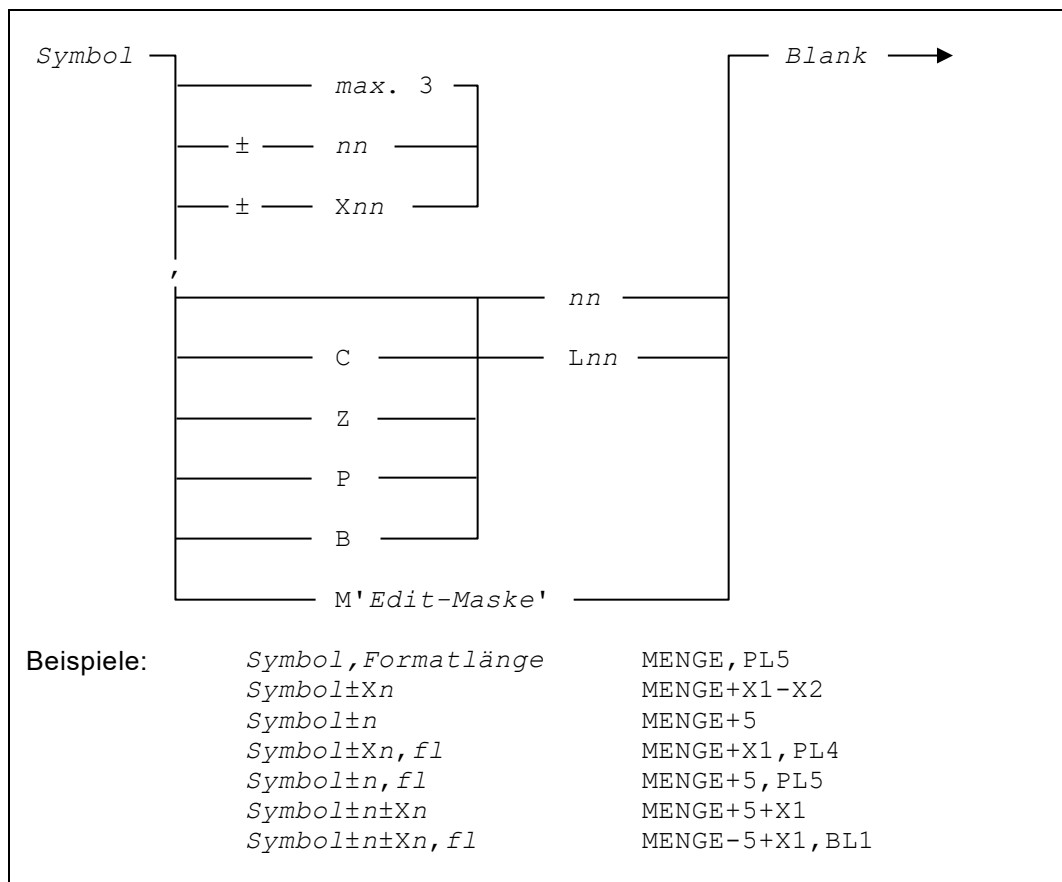 Symbol Blank
max. 3
± nn
± Xnn
,
nn
C Lnn
Z
P
B
M'Edit-Maske'
Beispiele: Symbol,Formatlänge MENGE,PL5
Symbol±Xn MENGE+X1-X2
Symbol±n MENGE+5
Symbol±Xn,fl MENGE+X1,PL4
Symbol±n,fl MENGE+5,PL5
Symbol±n±Xn MENGE+5+X1
Symbol±n±Xn,fl MENGE-5+X1,BL1